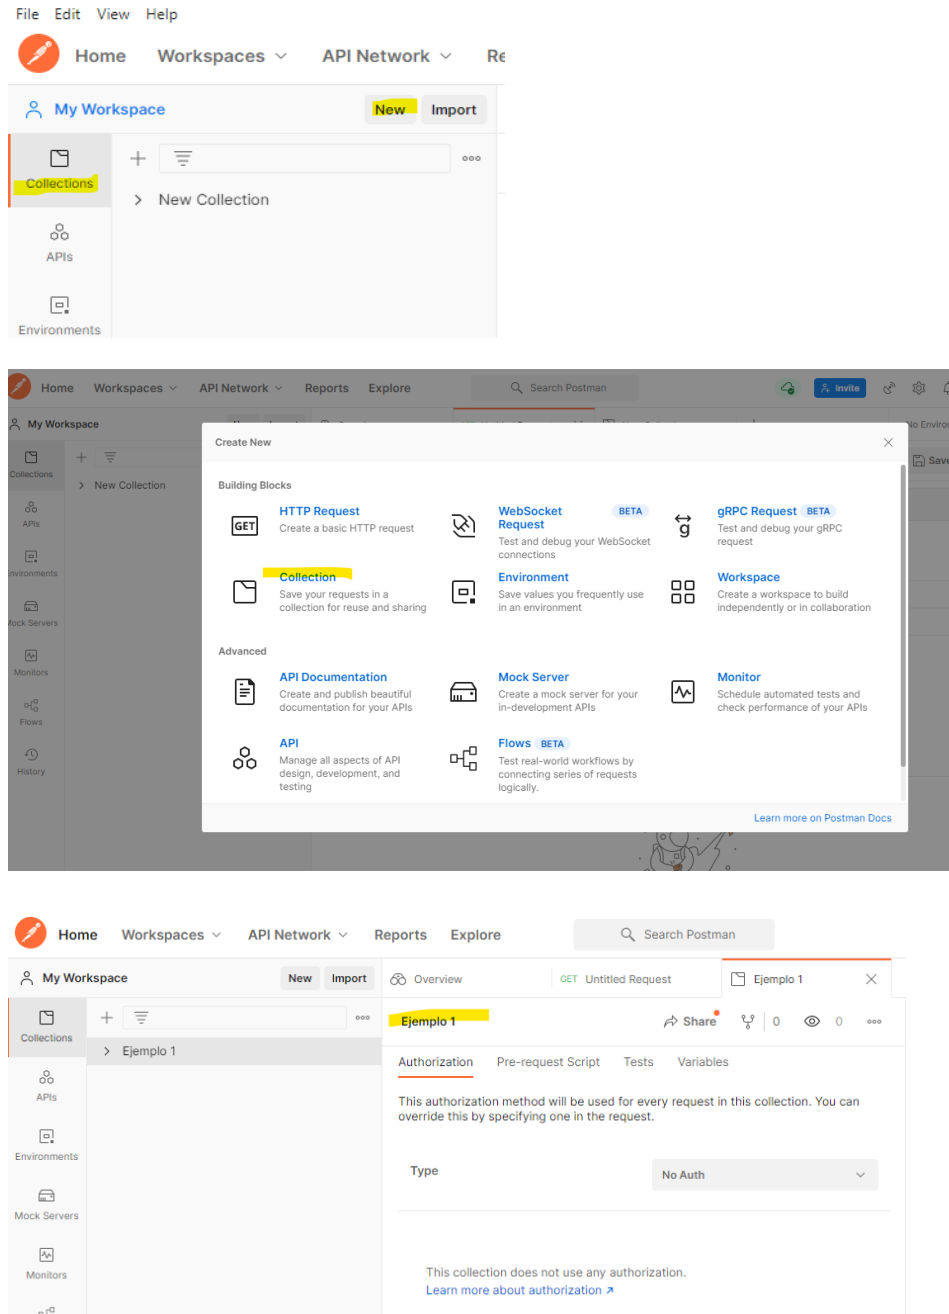 File Edit View Help
Home Workspaces API Network Re
My Workspace New Import
Collections
New Collection
APIs
Environments
Home Workspaces API Network Reports Explore Search Postman Invite
My Workspace No Enviro
Create New
Collections
New Collection
Save
APIs
Environments
Mock Servers
Monitors
Flows
History
Building Blocks
GET
HTTP Request
Create a basic HTTP request
WebSocket BETA
Request
Test and debug your WebSocket
connections
gRPC Request BETA
Test and debug your gRPC
request
Collection
Save your requests in a
collection for reuse and sharing
Environment
Save values you frequently use
in an environment
Workspace
Create a workspace to build
independently or in collaboration
Advanced
API Documentation
Create and publish beautiful
documentation for your APIs
Mock Server
Create a mock server for your
in-development APIs
Monitor
Schedule automated tests and
check performance of your APIs
API
Manage all aspects of API
design, development, and
testing
Flows BETA
Test real-world workflows by
connecting series of requests
logically.
Learn more on Postman Docs
Home Workspaces API Network Reports Explore Search Postman
My Workspace New Import Overview GET Untitled Request Ejemplo 1
Collections
Ejemplo 1
APIs
Environments
Mock Servers
Monitors
Ejemplo 1 Share 0 0
Authorization Pre-request Script Tests Variables
This authorization method will be used for every request in this collection. You can
override this by specifying one in the request.
Type No Auth
This collection does not use any authorization.
Learn more about authorization